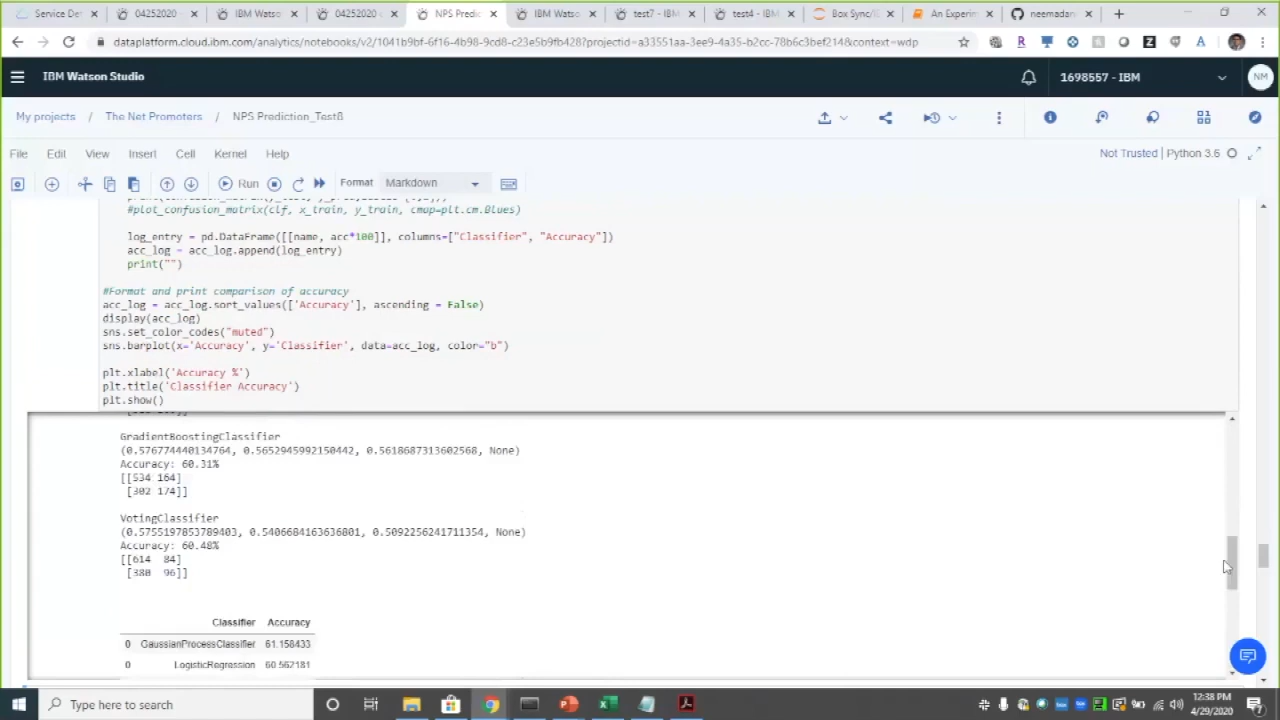 Service Det
04252020
IBM Watso
04252020
NPS Predic
IBM Watso
test7 - IBM
test4 - IBM
Box Sync/I
An Experim
neemadan
dataplatform.cloud.ibm.com/analytics/notebooks/v2/1041b9bf-6f16-4b98-9cd8-c23e5b9fb428?projectid=a33551aa-3ee9-4a35-b2cc-78b6c3bef214&context=wdp
IBM Watson Studio
1698557 - IBM
NM
My projects / The Net Promoters / NPS Prediction_Test8
File Edit View Insert Cell Kernel Help
Not Trusted | Python 3.6
Run
Format
Markdown
#plot_confusion_matrix(clf, x_train, y_train, cmap=plt.cm.Blues)
log_entry = pd.DataFrame([[name, acc*100]], columns=["Classifier", "Accuracy"])
acc_log = acc_log.append(log_entry)
print("")
#Format and print comparison of accuracy
acc_log = acc_log.sort_values(['Accuracy'], ascending = False)
display(acc_log)
sns.set_color_codes("muted")
sns.barplot(x='Accuracy', y='Classifier', data=acc_log, color="b")
plt.xlabel('Accuracy %')
plt.title('Classifier Accuracy')
plt.show()
GradientBoostingClassifier
(0.576774440134764, 0.5652945992150442, 0.5618687313602568, None)
Accuracy: 60.31%
[[534 164]
[302 174]]
VotingClassifier
(0.5755197853789403, 0.5406684163636801, 0.5092256241711354, None)
Accuracy: 60.48%
[[614 84]
[380 96]]
Classifier Accuracy
0 GaussianProcessClassifier 61.158433
0 LogisticRegression 60.562181
Type here to search
12:38 PM
4/29/2020